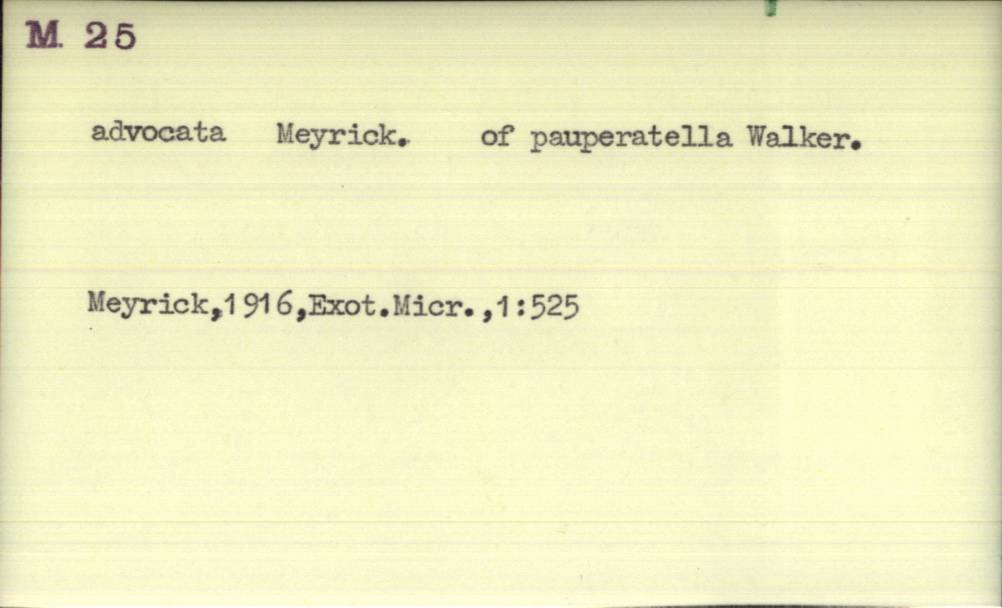 M. 25
advocata Meyrick. of pauperatella Walker.
Meyrick,1916,Exot.Micr.,1:525